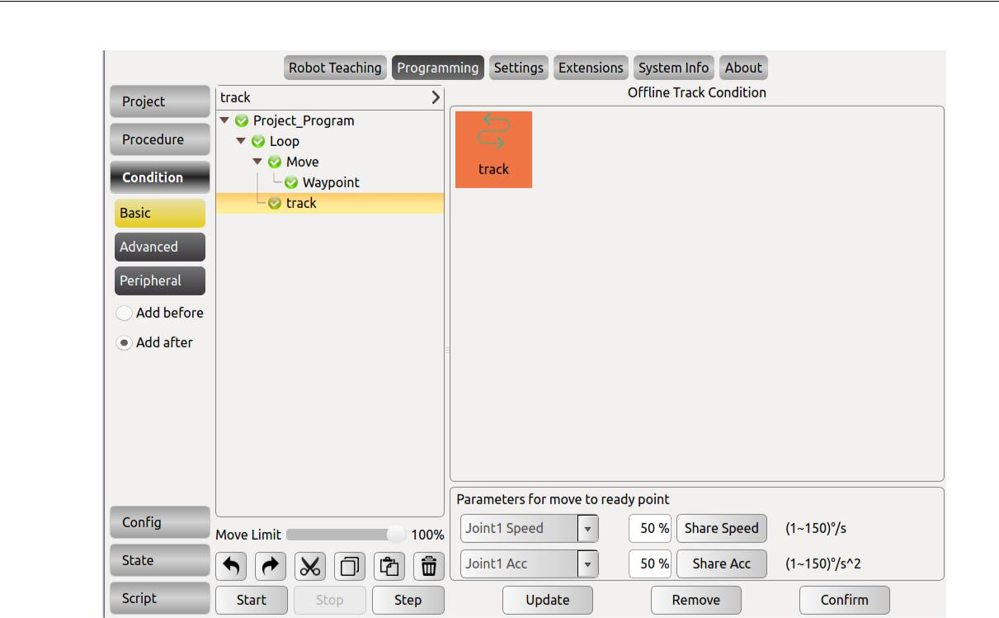 Robot Teaching Programming Settings Extensions System Info About
Project
Procedure
Condition
Basic
Advanced
Peripheral
Add before
Add after
Config
State
Script
track
Project_Program
Loop
Move
Waypoint
track
Move Limit 100%
Start Stop Step
Offline Track Condition
track
Parameters for move to ready point
Joint1 Speed 50 % Share Speed (1~150)°/s
Joint1 Acc 50 % Share Acc (1~150)°/s^2
Update Remove Confirm